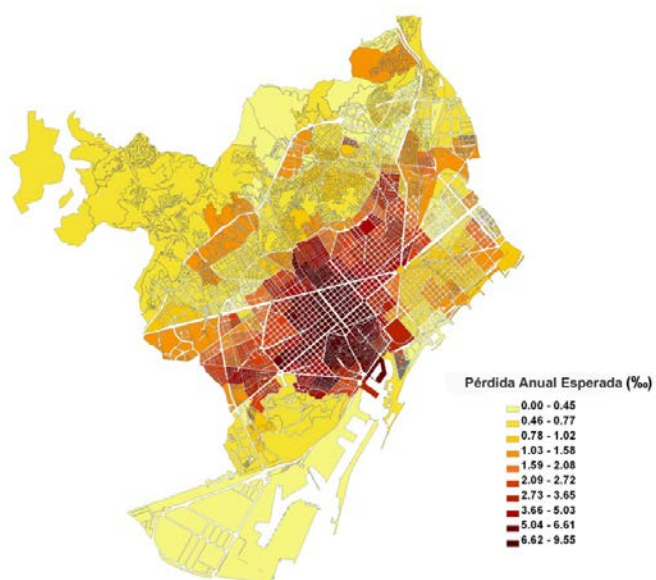 Pérdida Anual Esperada (‰)
0.00 - 0.45
0.46 - 0.77
0.78 - 1.02
1.03 - 1.58
1.59 - 2.08
2.09 - 2.72
2.73 - 3.65
3.66 - 5.03
5.04 - 6.61
6.62 - 9.55